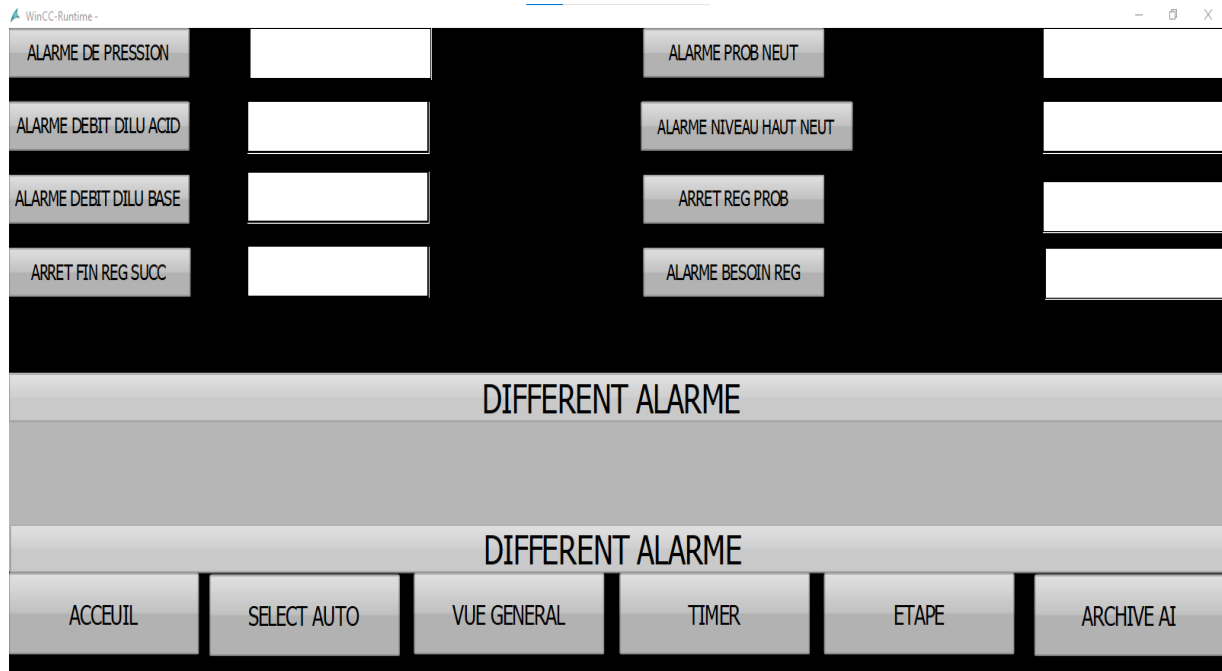 WinCC-Runtime -
ALARME DE PRESSION
ALARME PROB NEUT
ALARME DEBIT DILU ACID
ALARME NIVEAU HAUT NEUT
ALARME DEBIT DILU BASE
ARRET REG PROB
ARRET FIN REG SUCC
ALARME BESOIN REG
DIFFERENT ALARME
DIFFERENT ALARME
ACCEUIL
SELECT AUTO
VUE GENERAL
TIMER
ETAPE
ARCHIVE AI